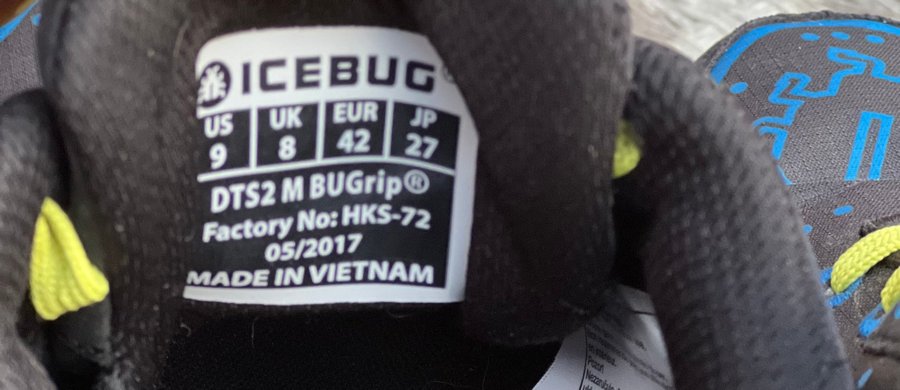 ICEBUG
US UK EUR JP
9 8 42 27
DTS2 M BUGrip®
Factory No: HKS-72
05/2017
MADE IN VIETNAM